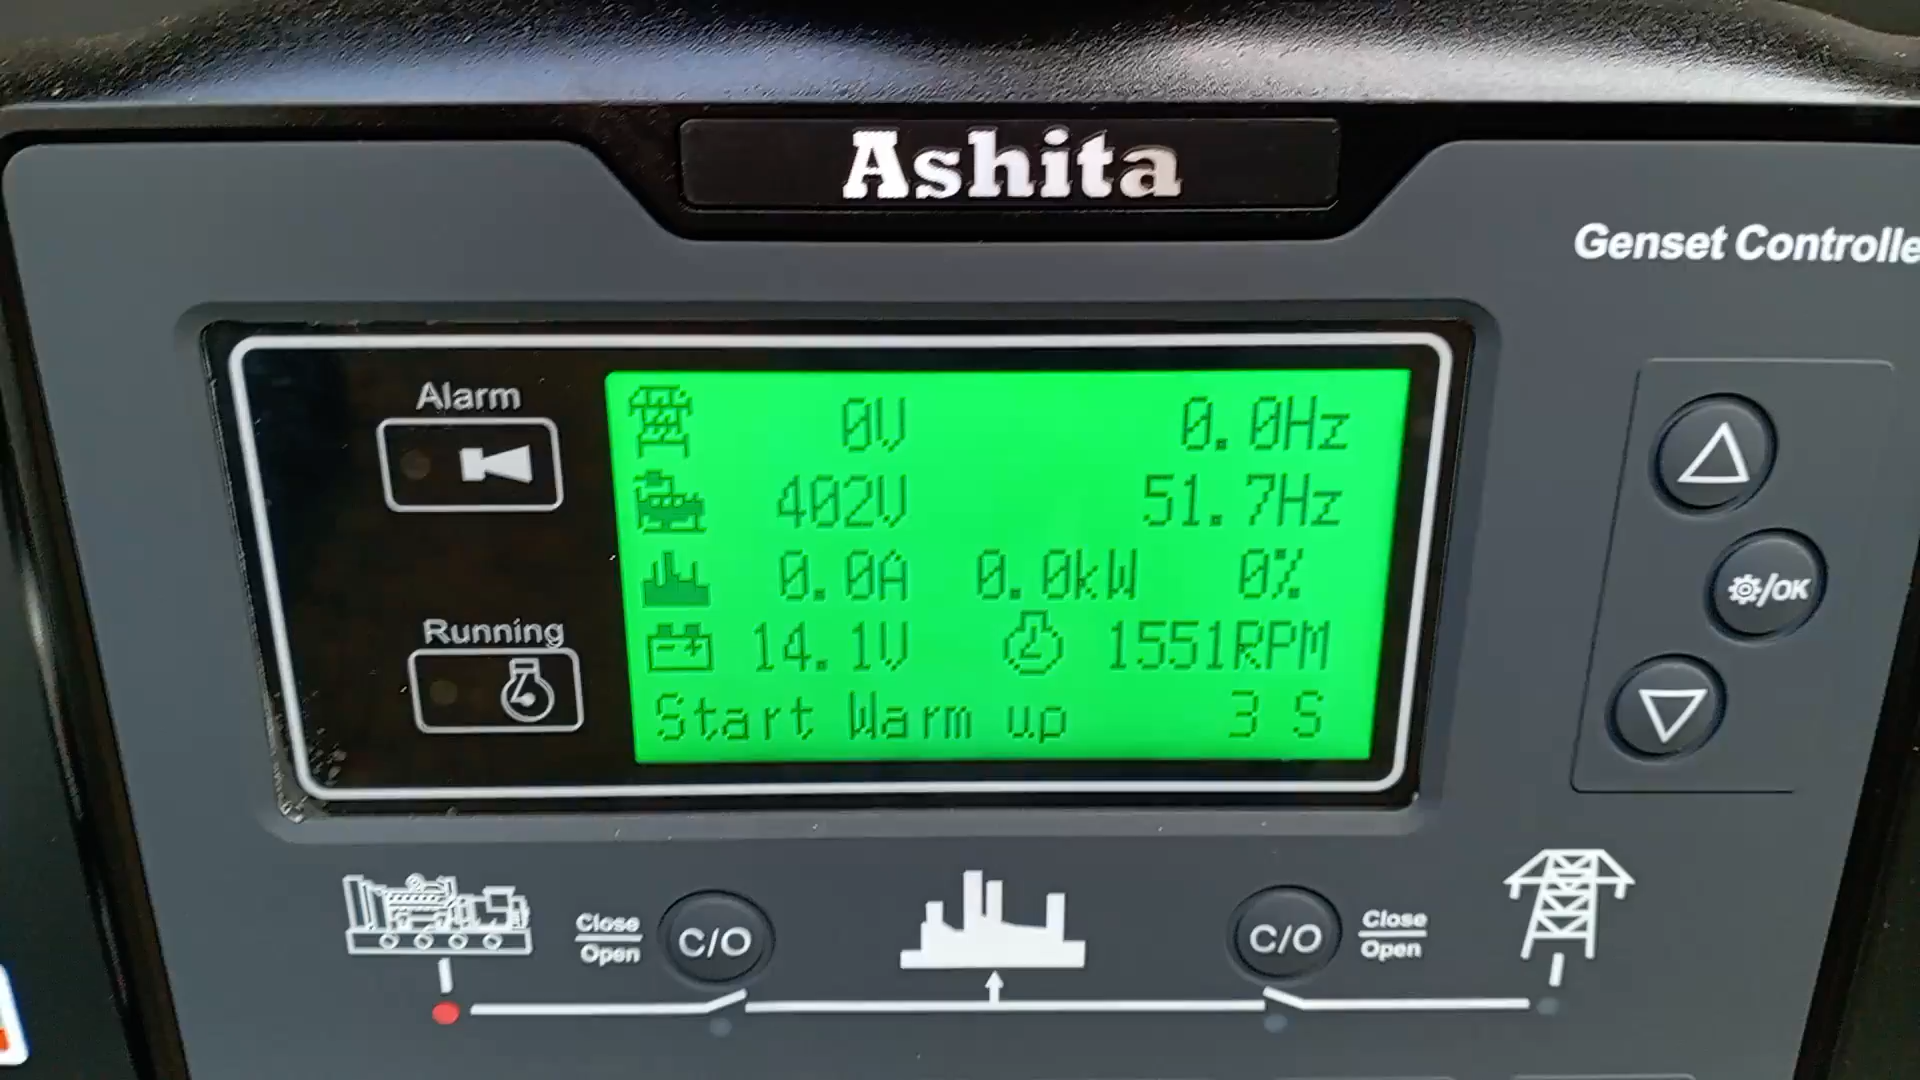 Ashita
Genset Controlle
Alarm
0V 0.0Hz
402V 51.7Hz
0.0A 0.0kW 0%
/OK
Running
14.1V 1551RPM
Start Warm up 3 S
Close
Open
C/O
C/O
Close
Open